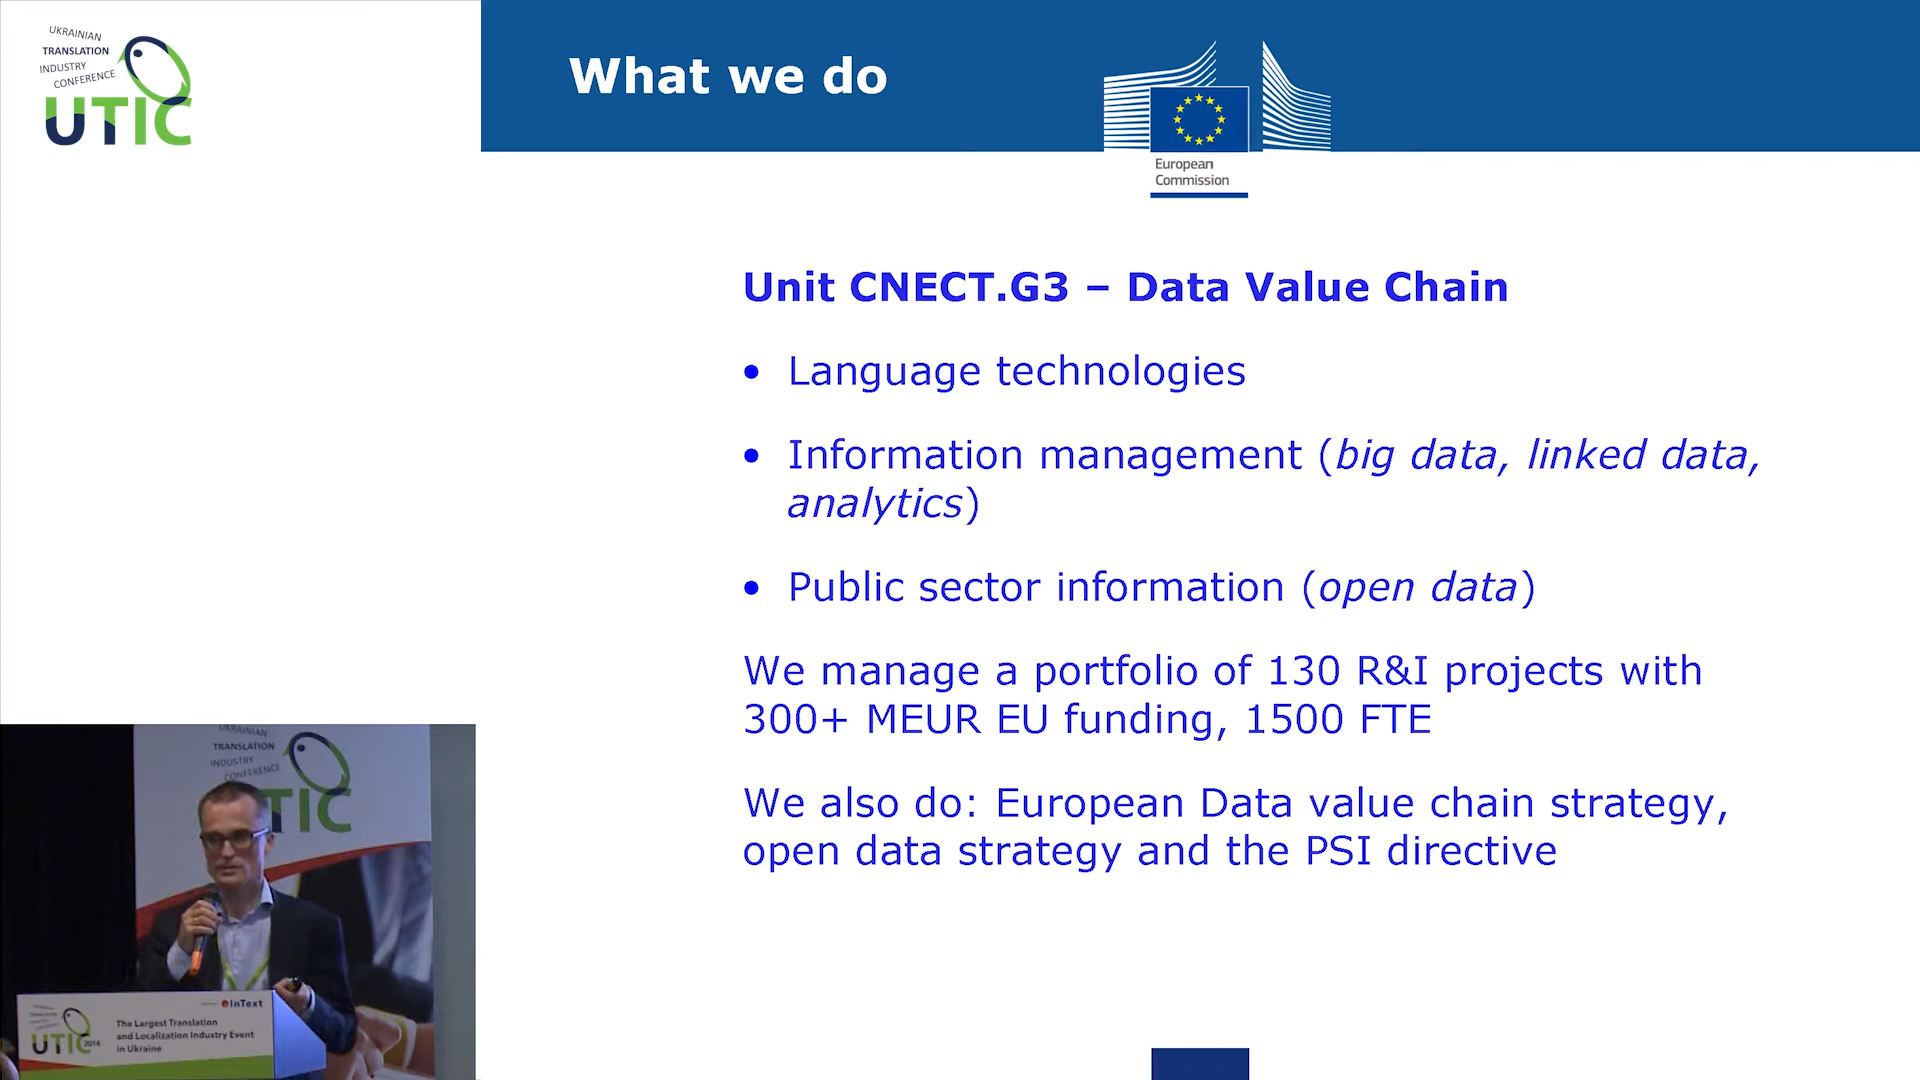 UKRAINIAN
TRANSLATION
INDUSTRY
CONFERENCE
UTIC
What we do
European
Commission
Unit CNECT.G3 – Data Value Chain
• Language technologies
• Information management (big data, linked data,
analytics)
• Public sector information (open data)
We manage a portfolio of 130 R&I projects with
300+ MEUR EU funding, 1500 FTE
We also do: European Data value chain strategy,
open data strategy and the PSI directive
UKRAINIAN
TRANSLATION
INDUSTRY
CONFERENCE
UTIC
InText
UTIC 2014
The Largest Translation
and Localization Industry Event
in Ukraine